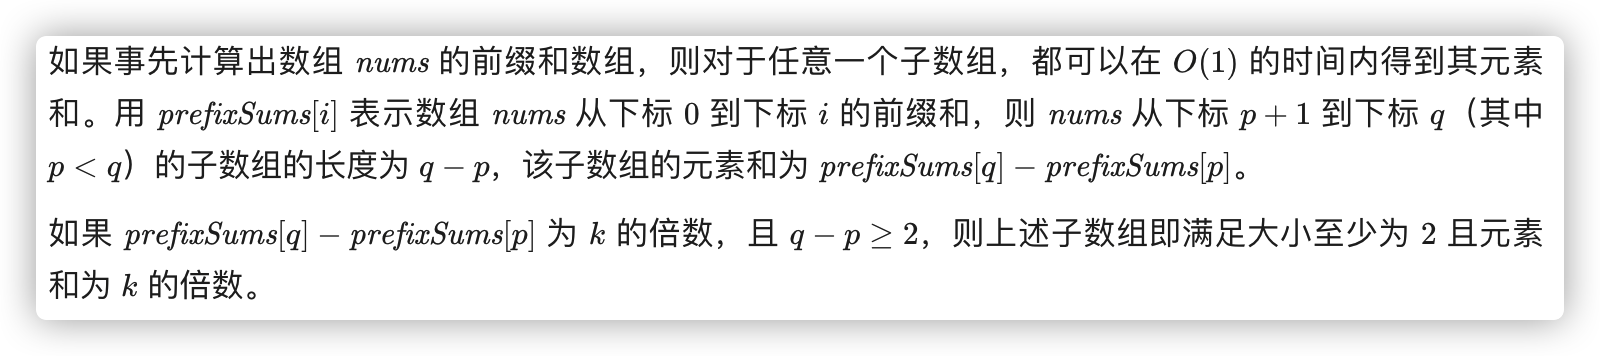 如果事先计算出数组 nums 的前缀和数组，则对于任意一个子数组，都可以在 O(1) 的时间内得到其元素
和。用 prefixSums[i] 表示数组 nums 从下标 0 到下标 i 的前缀和，则 nums 从下标 p + 1 到下标 q（其中
p < q）的子数组的长度为 q − p，该子数组的元素和为 prefixSums[q] − prefixSums[p]。
如果 prefixSums[q] − prefixSums[p] 为 k 的倍数，且 q − p ≥ 2，则上述子数组即满足大小至少为 2 且元素
和为 k 的倍数。